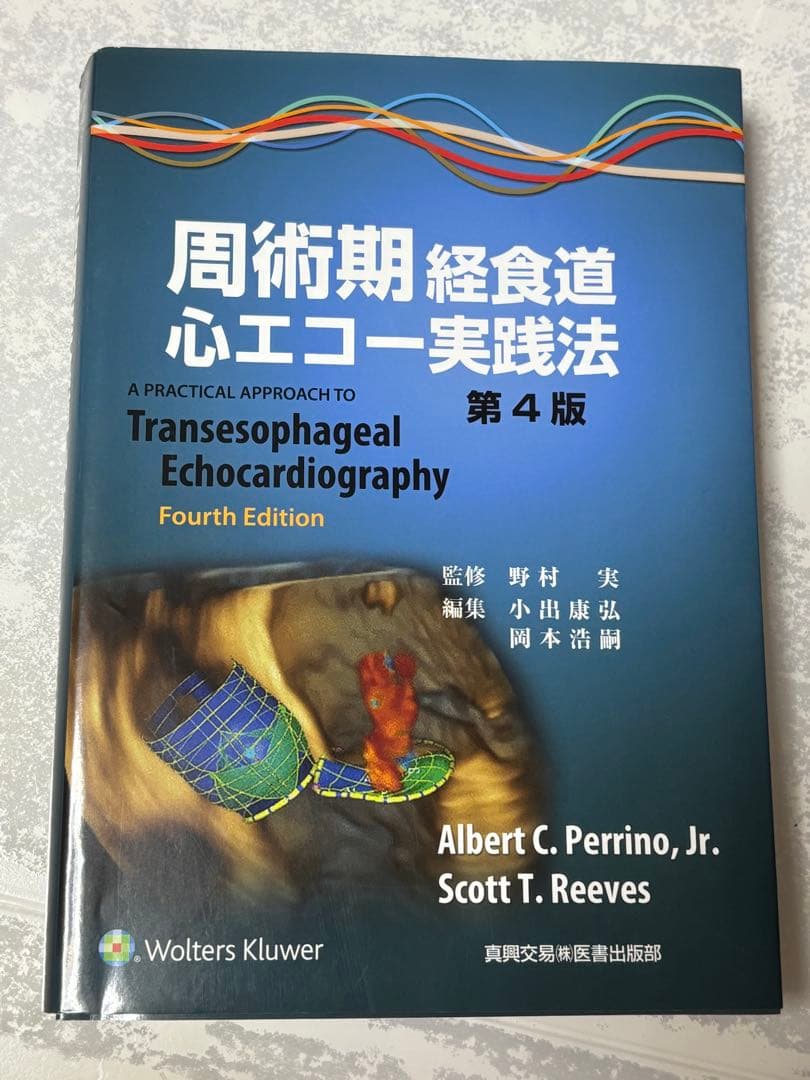 周術期 経食道
心エコー実践法
A PRACTICAL APPROACH TO
第4版
Transesophageal
Echocardiography
Fourth Edition
監修 野村 実
編集 小出康弘
岡本浩嗣
Albert C. Perrino, Jr.
Scott T. Reeves
Wolters Kluwer
真興交易㈱医書出版部